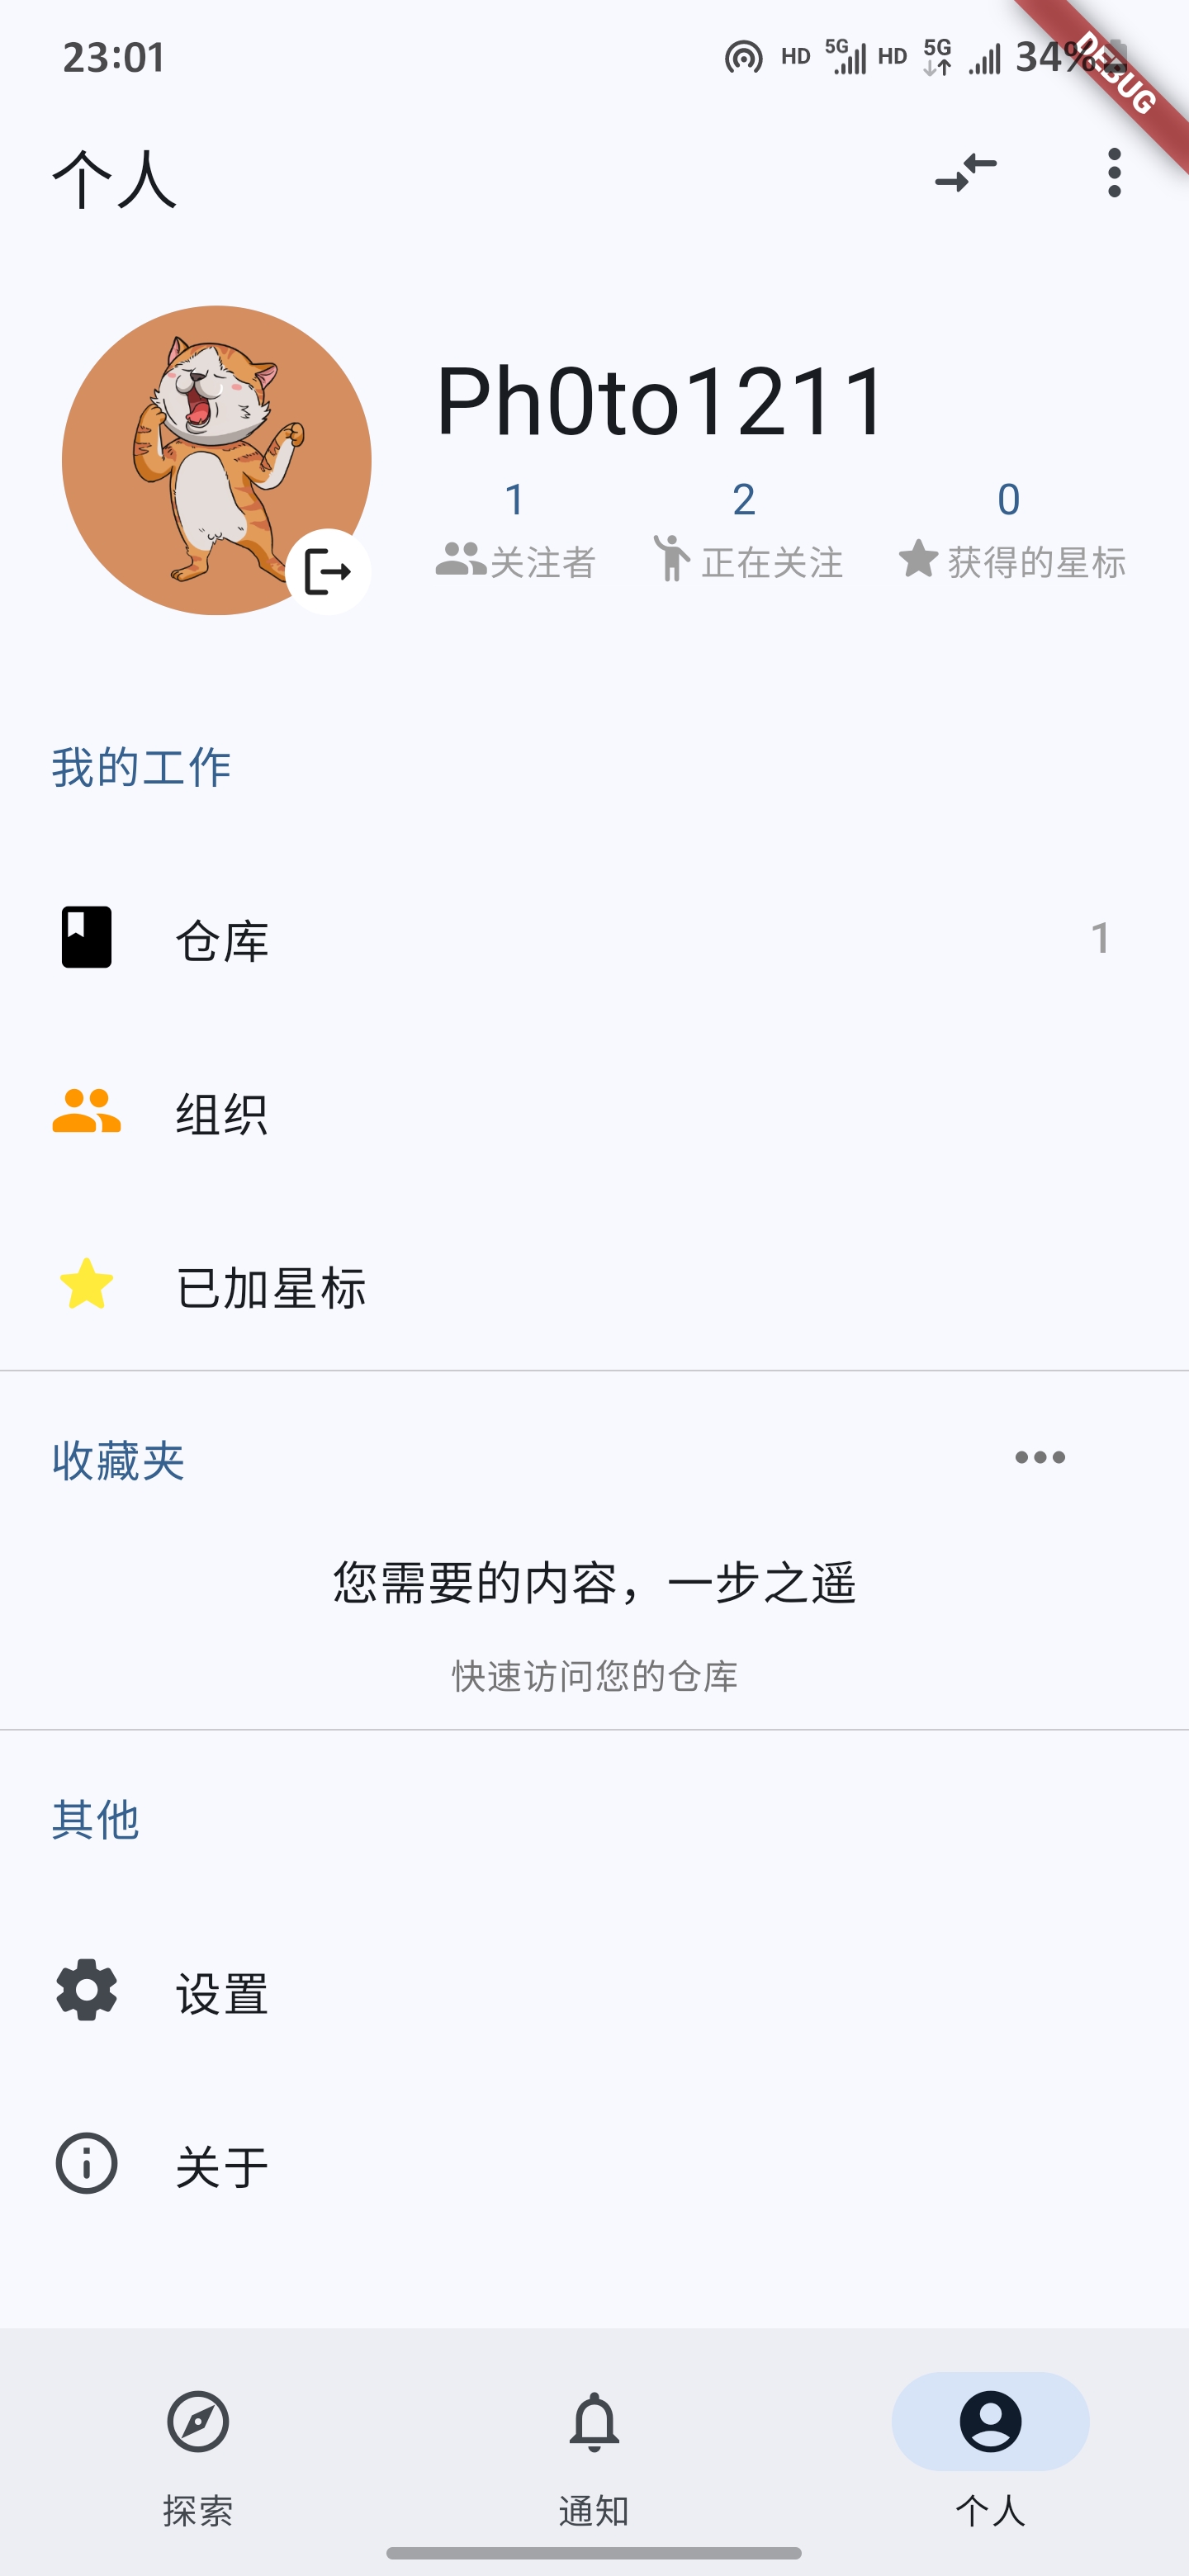 23:01 HD 5G HD 5G 34%
DEBUG
个人
Ph0to1211
1 2 0
关注者 正在关注 获得的星标
我的工作
仓库 1
组织
已加星标
收藏夹
您需要的内容，一步之遥
快速访问您的仓库
其他
设置
关于
探索 通知 个人